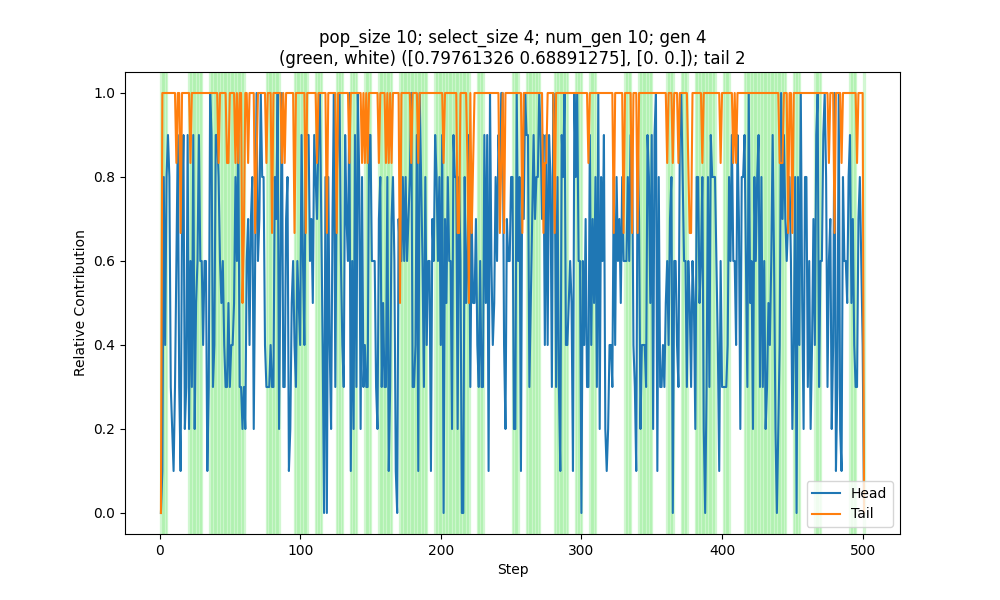 pop_size 10; select_size 4; num_gen 10; gen 4
(green, white) ([0.79761326 0.68891275], [0. 0.]); tail 2
1.0
0.8
0.6
0.4
0.2
0.0
Relative Contribution
0
100
200
300
400
500
Step
Head
Tail